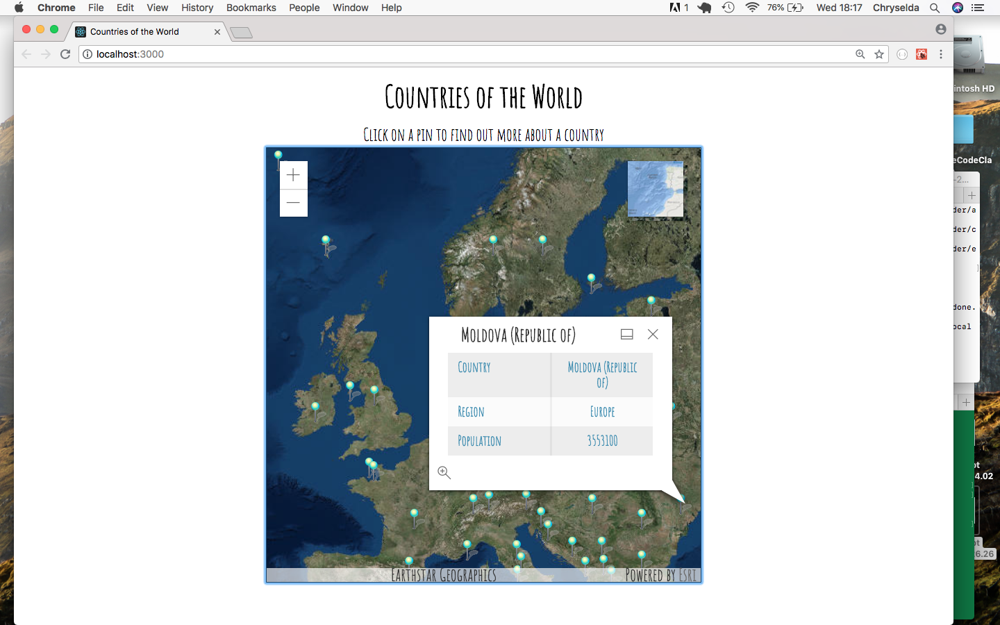 Chrome File Edit View History Bookmarks People Window Help 1 76% Wed 18:17 Chryselda
Countries of the World
localhost:3000
Countries of the World
Click on a pin to find out more about a country
Moldova (Republic of)
Country Moldova (Republic
of)
Region Europe
Population 3553100
Earthstar Geographics Powered by Esri
intosh HD
eCodeCla
-2...
der/a
der/c
der/e
done.
ocal
4.02
6.26